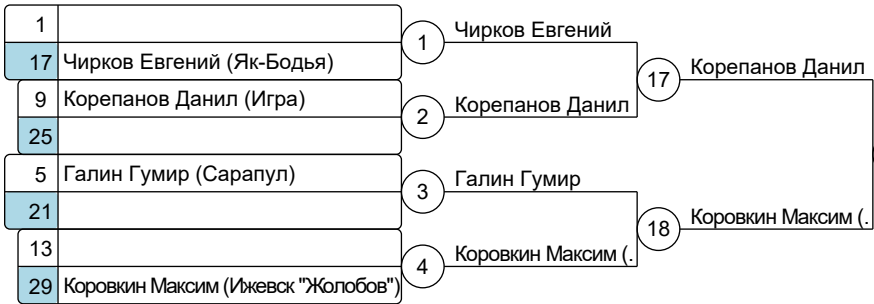 1
17 Чирков Евгений (Як-Бодья)
1 Чирков Евгений
9 Корепанов Данил (Игра)
25
2 Корепанов Данил
17 Корепанов Данил
5 Галин Гумир (Сарапул)
21
3 Галин Гумир
13
29 Коровкин Максим (Ижевск "Жолобов")
4 Коровкин Максим (.
18 Коровкин Максим (.